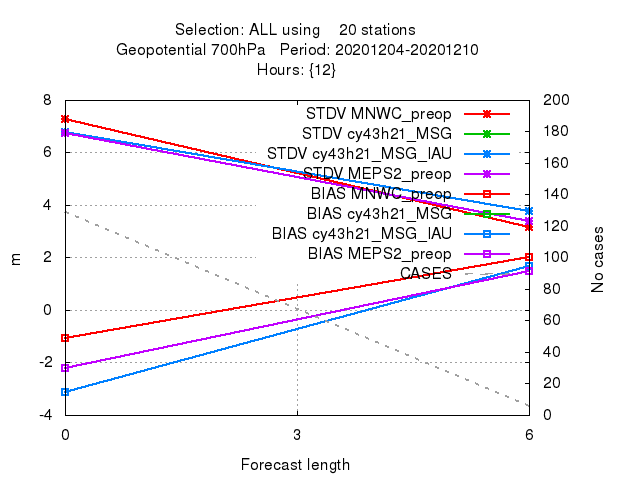 Selection: ALL using 20 stations
Geopotential 700hPa Period: 20201204-20201210
Hours: {12}
8 200
180
6 160
140
4 120
2 100
80
0 60
40
-2 20
-4 0
STDV MNWC_preop
STDV cy43h21_MSG
STDV cy43h21_MSG_IAU
STDV MEPS2_preop
BIAS MNWC_preop
BIAS cy43h21_MSG
BIAS cy43h21_MSG_IAU
BIAS MEPS2_preop
CASES
m
No cases
0 3 6
Forecast length